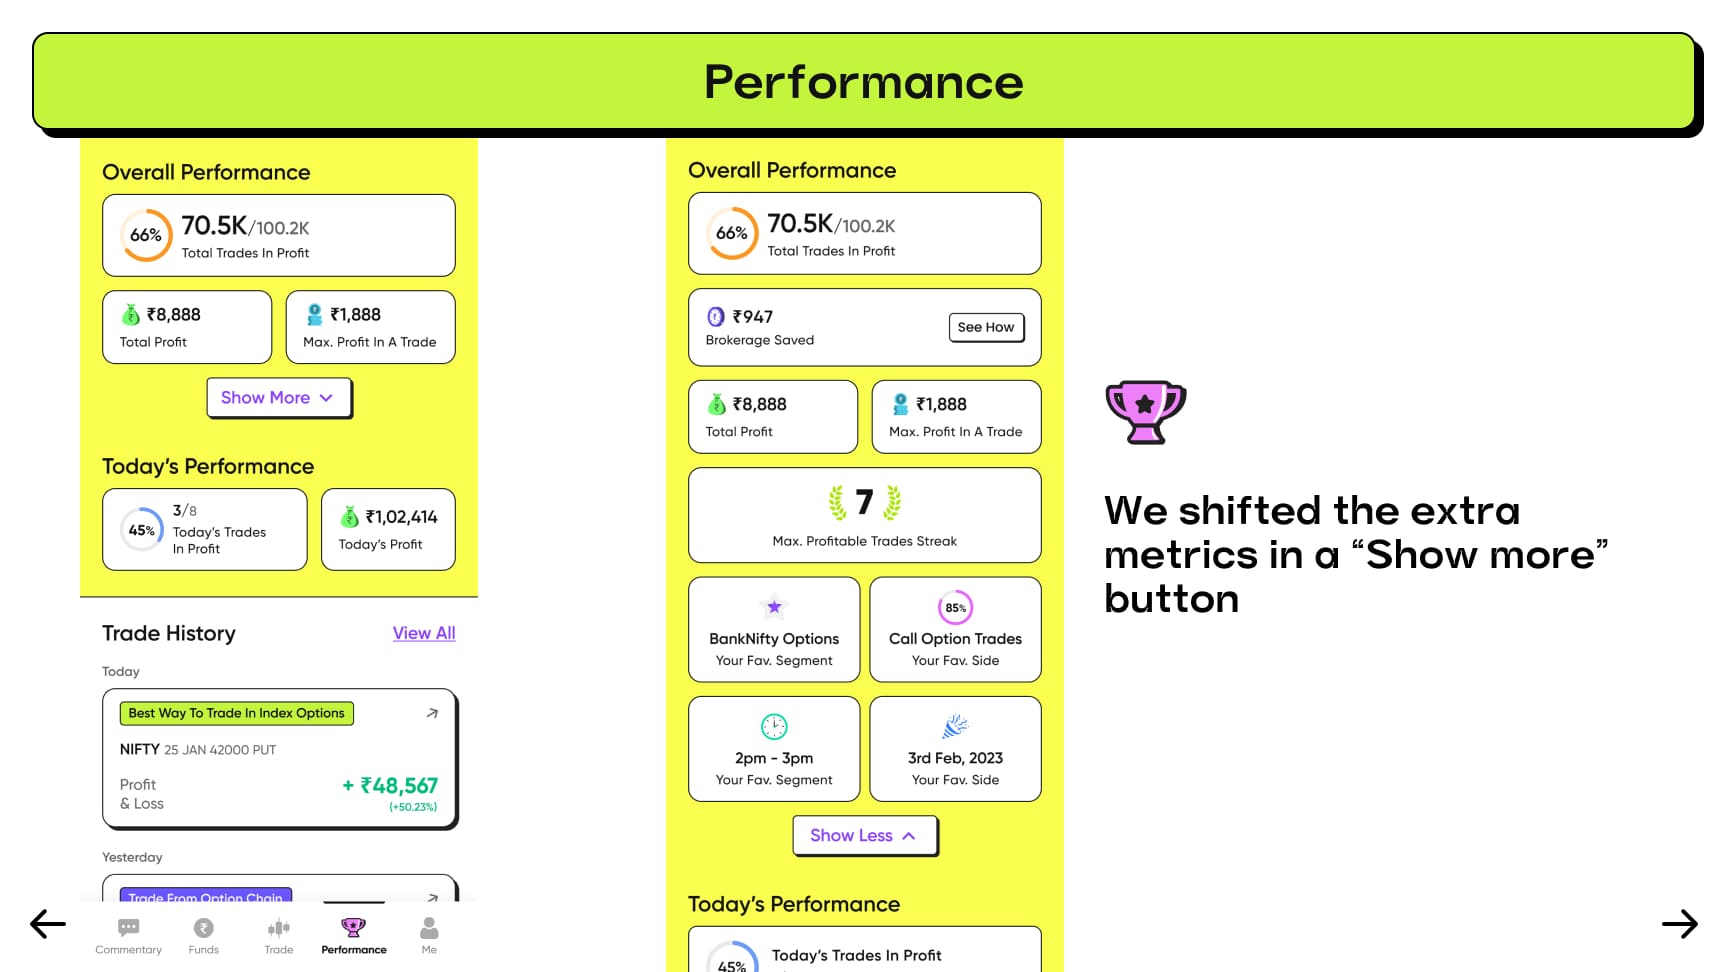 Performance
Overall Performance
66%
70.5K/100.2K
Total Trades In Profit
₹8,888
Total Profit
₹1,888
Max. Profit In A Trade
Show More
Today's Performance
45%
3/8
Today's Trades
In Profit
₹1,02,414
Today's Profit
Trade History
View All
Today
Best Way To Trade In Index Options
NIFTY 25 JAN 42000 PUT
Profit
& Loss
+ ₹48,567
(+50.23%)
Yesterday
Trade From Option Chain
Commentary
Funds
Trade
Performance
Me
Overall Performance
66%
70.5K/100.2K
Total Trades In Profit
₹947
Brokerage Saved
See How
₹8,888
Total Profit
₹1,888
Max. Profit In A Trade
7
Max. Profitable Trades Streak
BankNifty Options
Your Fav. Segment
85%
Call Option Trades
Your Fav. Side
2pm - 3pm
Your Fav. Segment
3rd Feb, 2023
Your Fav. Side
Show Less
Today's Performance
45%
Today's Trades In Profit
We shifted the extra
metrics in a “Show more”
button